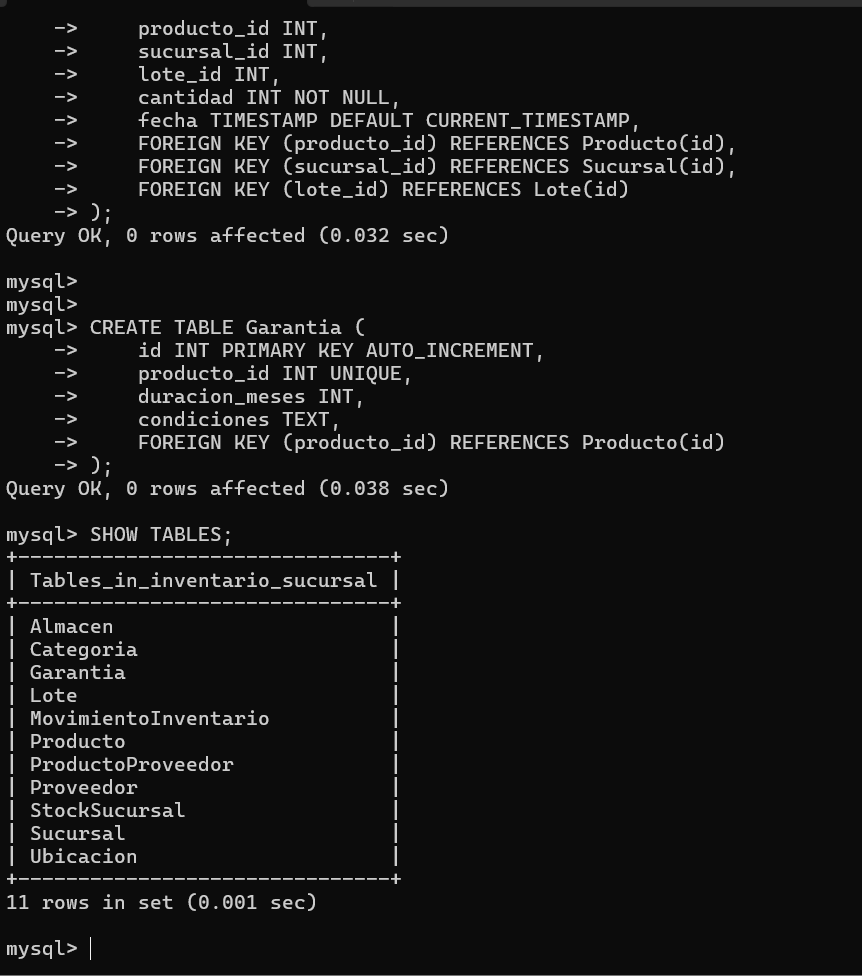 ->     producto_id INT,
    ->     sucursal_id INT,
    ->     lote_id INT,
    ->     cantidad INT NOT NULL,
    ->     fecha TIMESTAMP DEFAULT CURRENT_TIMESTAMP,
    ->     FOREIGN KEY (producto_id) REFERENCES Producto(id),
    ->     FOREIGN KEY (sucursal_id) REFERENCES Sucursal(id),
    ->     FOREIGN KEY (lote_id) REFERENCES Lote(id)
    -> );
Query OK, 0 rows affected (0.032 sec)

mysql>
mysql>
mysql> CREATE TABLE Garantia (
    ->     id INT PRIMARY KEY AUTO_INCREMENT,
    ->     producto_id INT UNIQUE,
    ->     duracion_meses INT,
    ->     condiciones TEXT,
    ->     FOREIGN KEY (producto_id) REFERENCES Producto(id)
    -> );
Query OK, 0 rows affected (0.038 sec)

mysql> SHOW TABLES;
+-------------------------------+
| Tables_in_inventario_sucursal |
+-------------------------------+
| Almacen                       |
| Categoria                     |
| Garantia                      |
| Lote                          |
| MovimientoInventario          |
| Producto                      |
| ProductoProveedor             |
| Proveedor                     |
| StockSucursal                 |
| Sucursal                      |
| Ubicacion                     |
+-------------------------------+
11 rows in set (0.001 sec)

mysql>